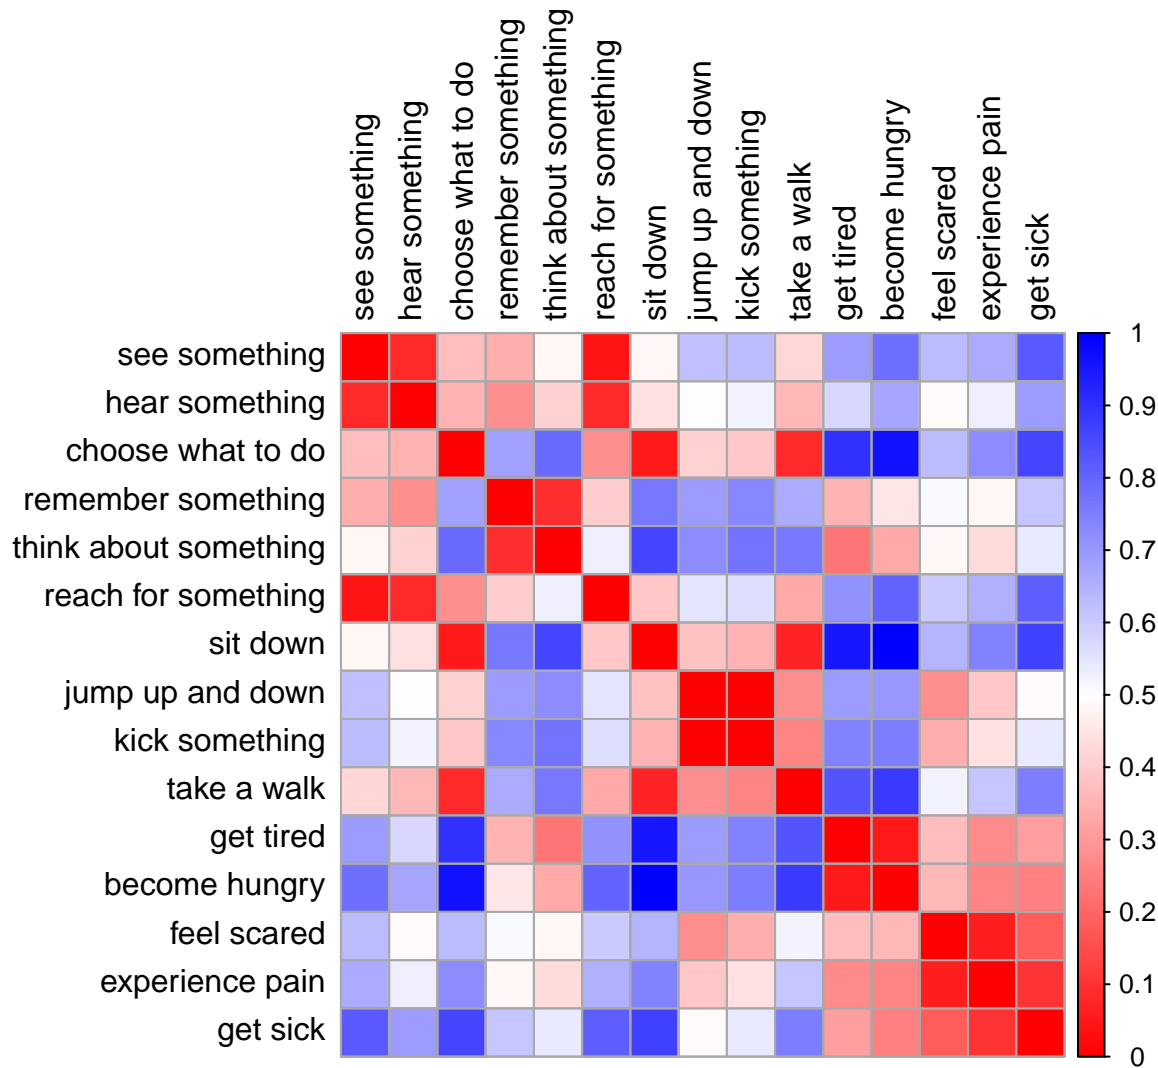 see something
hear something
choose what to do
remember something
think about something
reach for something
sit down
jump up and down
kick something
take a walk
get tired
become hungry
feel scared
experience pain
get sick
see something
hear something
choose what to do
remember something
think about something
reach for something
sit down
jump up and down
kick something
take a walk
get tired
become hungry
feel scared
experience pain
get sick
1
0.9
0.8
0.7
0.6
0.5
0.4
0.3
0.2
0.1
0